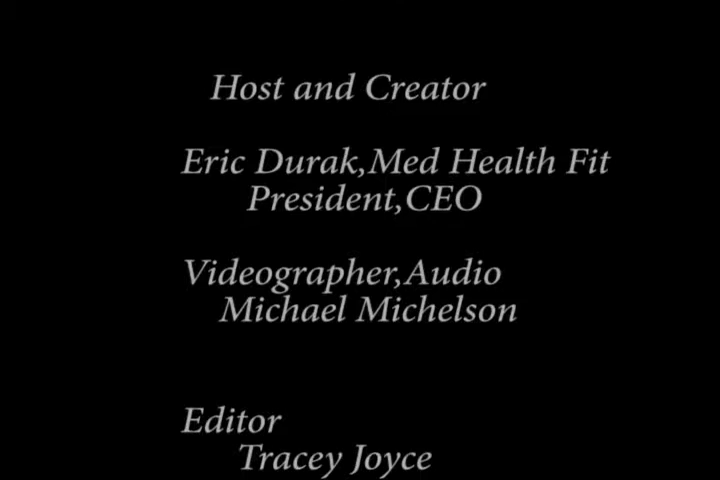 Host and Creator
Eric Durak,Med Health Fit
President,CEO
Videographer,Audio
Michael Michelson
Editor
Tracey Joyce